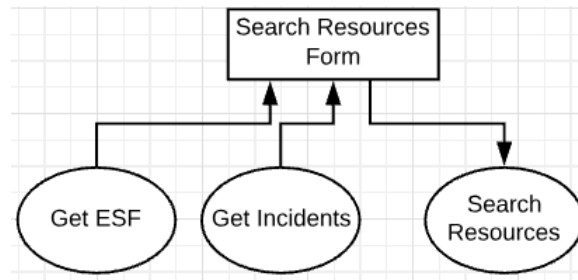 Search Resources
Form
Get ESF
Get Incidents
Search
Resources